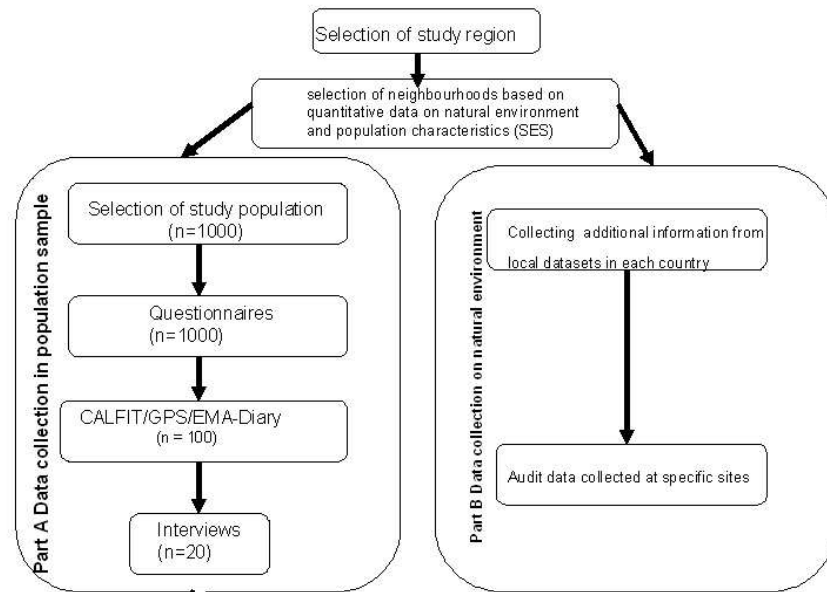 Selection of study region
selection of neighbourhoods based on
quantitative data on natural environment
and population characteristics (SES)
Part A Data collection in population sample
Selection of study population
(n=1000)
Questionnaires
(n=1000)
CALFIT/GPS/EMA-Diary
(n = 100)
Interviews
(n=20)
Part B Data collection on natural environment
Collecting additional information from
local datasets in each country
Audit data collected at specific sites